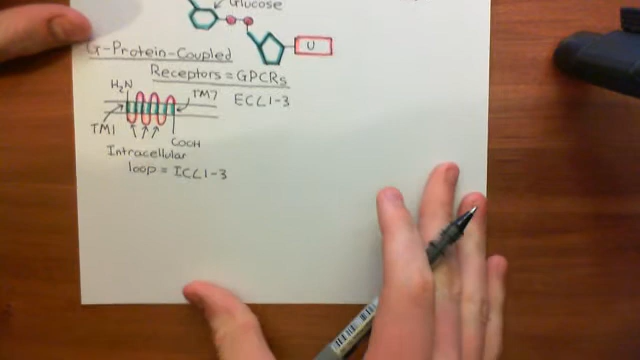 Glucose
U
G-Protein-Coupled
Receptors = GPCRs
H₂N
TM7
ECL1-3
TM1
COOH
Intracellular
loop = ICL1-3